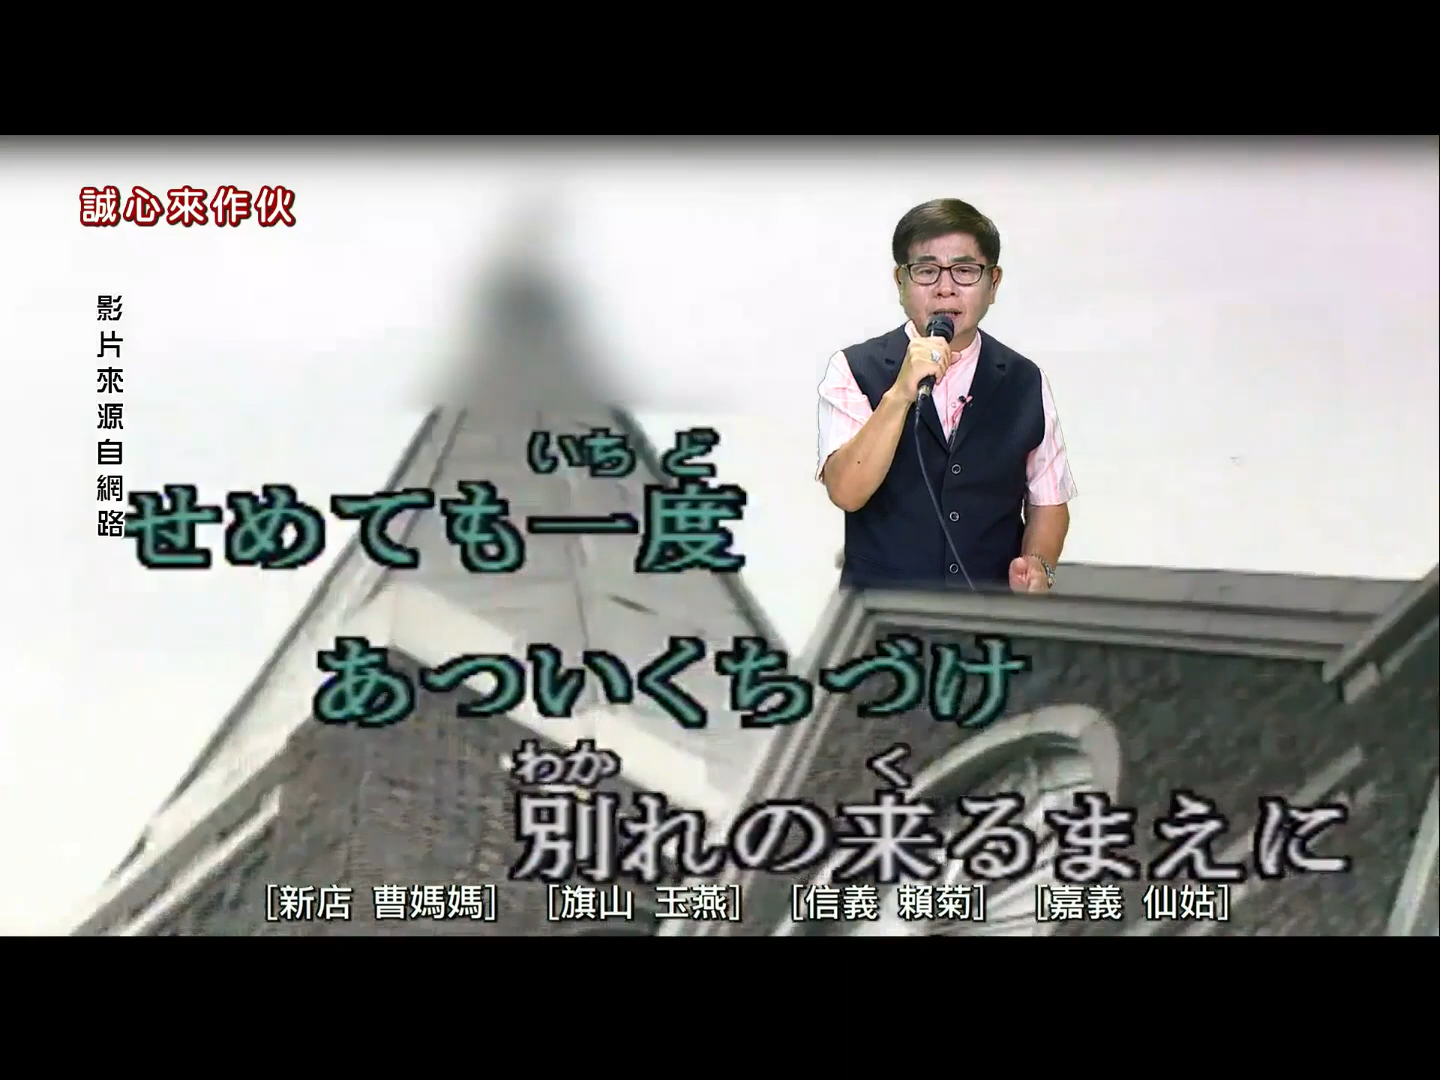 誠心來作伙
影片來源自網路
いちど
せめても一度
あついくちづけ
わか く
別れの来るまえに
[新店 曹媽媽] [旗山 玉燕] [信義 賴菊] [嘉義 仙姑]